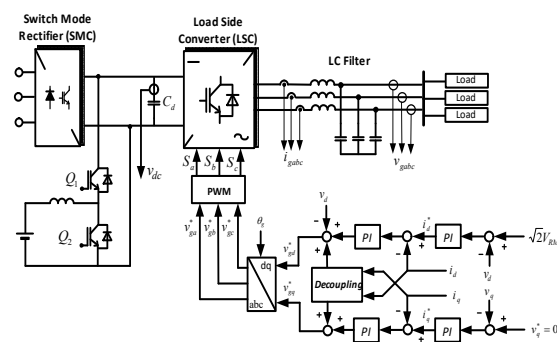 Switch Mode
Rectifier (SMC)
Load Side
Converter (LSC)
LC Filter
Load
Load
Load
C_d
v_dc
i_gabc
v_gabc
Q_1
Q_2
S_a S_b S_c
PWM
v*_ga v*_gb v*_gc
θ_g
dq
abc
v*_gd
v*_gq
v_d
PI
i*_d
PI
Decoupling
i_d
i_q
v_d
v_q
PI
i*_q
PI
v*_q = 0